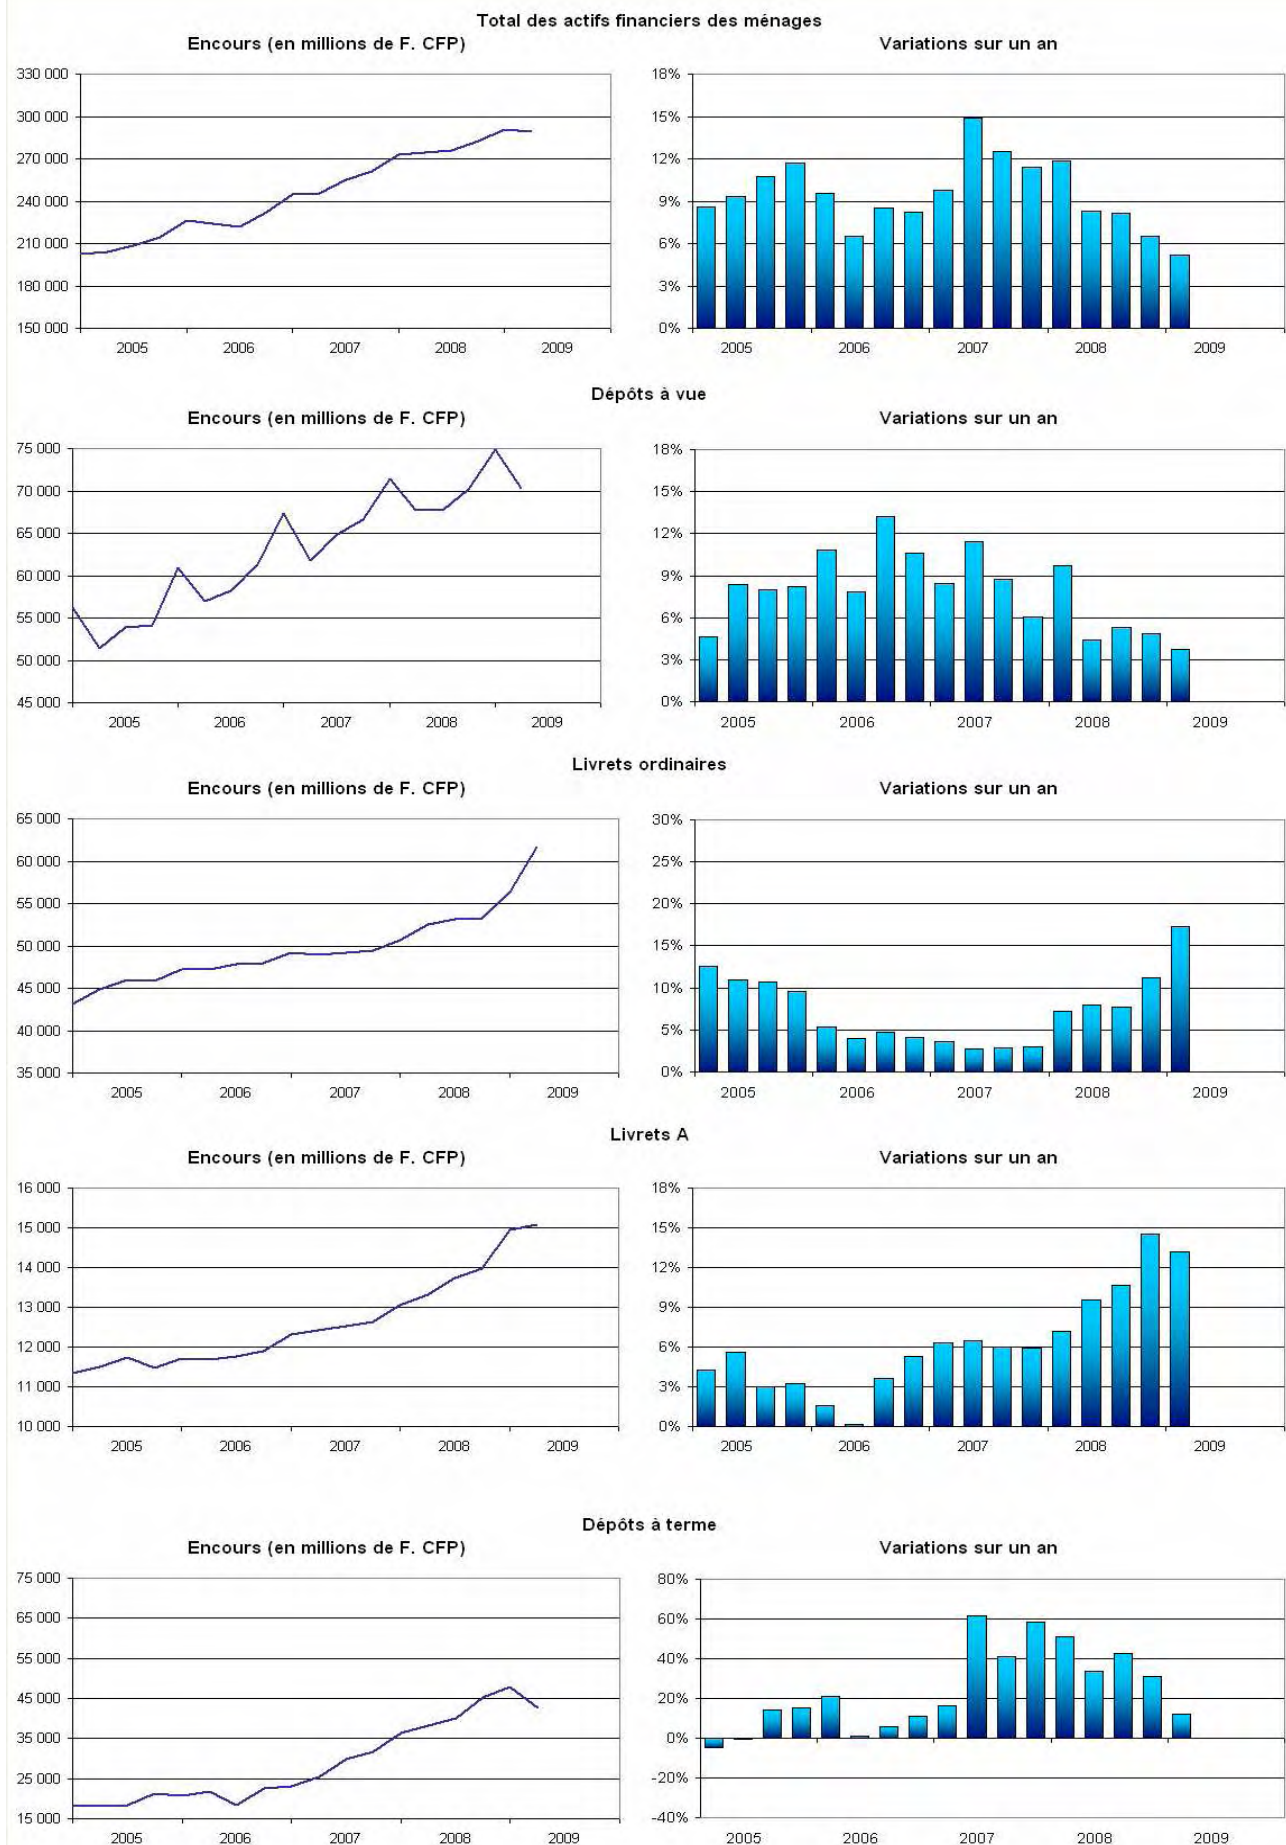 Total des actifs financiers des ménages
Encours (en millions de F. CFP)
Variations sur un an
330 000
300 000
270 000
240 000
210 000
180 000
150 000
2005 2006 2007 2008 2009
18%
15%
12%
9%
6%
3%
0%
2005 2006 2007 2008 2009
Dépôts à vue
Encours (en millions de F. CFP)
Variations sur un an
75 000
70 000
65 000
60 000
55 000
50 000
45 000
2005 2006 2007 2008 2009
18%
15%
12%
9%
6%
3%
0%
2005 2006 2007 2008 2009
Livrets ordinaires
Encours (en millions de F. CFP)
Variations sur un an
65 000
60 000
55 000
50 000
45 000
40 000
35 000
2005 2006 2007 2008 2009
30%
25%
20%
15%
10%
5%
0%
2005 2006 2007 2008 2009
Livrets A
Encours (en millions de F. CFP)
Variations sur un an
16 000
15 000
14 000
13 000
12 000
11 000
10 000
2005 2006 2007 2008 2009
18%
15%
12%
9%
6%
3%
0%
2005 2006 2007 2008 2009
Dépôts à terme
Encours (en millions de F. CFP)
Variations sur un an
75 000
65 000
55 000
45 000
35 000
25 000
15 000
2005 2006 2007 2008 2009
80%
60%
40%
20%
0%
-20%
-40%
2005 2006 2007 2008 2009